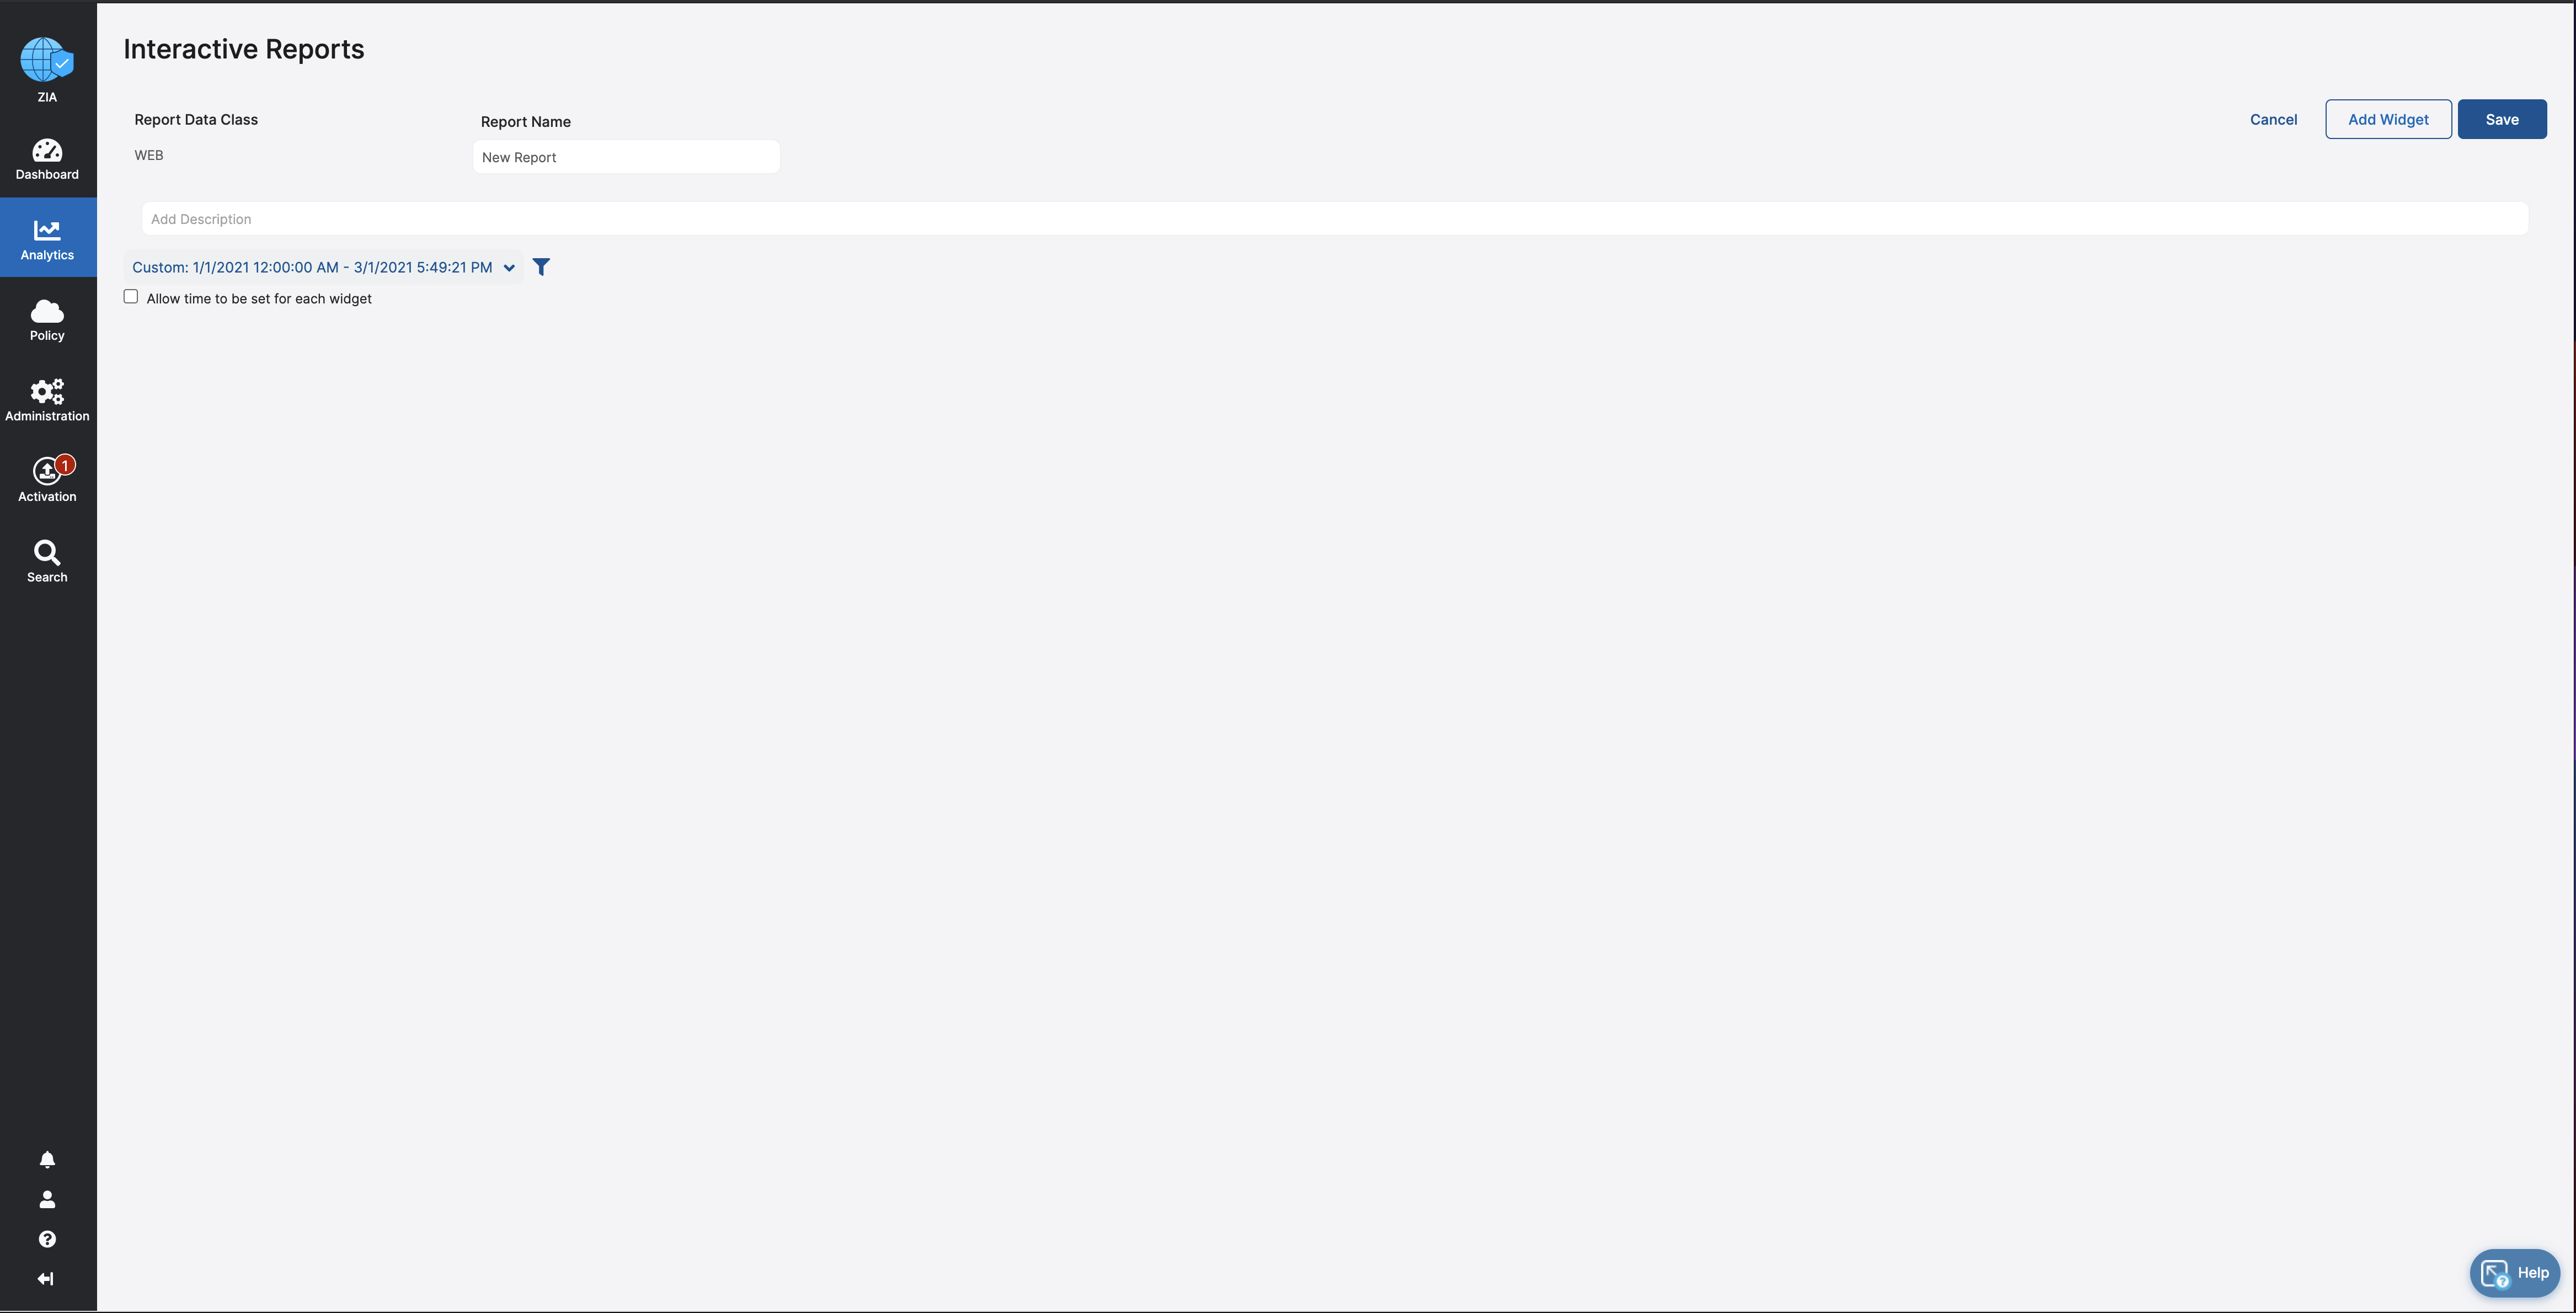 Interactive Reports
ZIA
Report Data Class
Report Name
Cancel
Add Widget
Save
WEB
New Report
Dashboard
Add Description
Analytics
Custom: 1/1/2021 12:00:00 AM - 3/1/2021 5:49:21 PM
Allow time to be set for each widget
Policy
Administration
1
Activation
Search
Help